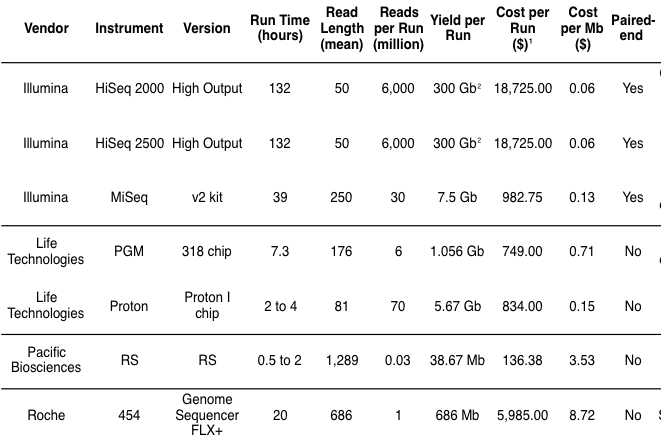 Vendor Instrument Version Run Time (hours) Read Length (mean) Reads per Run (million) Yield per Run Cost per Run ($)¹ Cost per Mb ($) Paired-end
Illumina HiSeq 2000 High Output 132 50 6,000 300 Gb² 18,725.00 0.06 Yes
Illumina HiSeq 2500 High Output 132 50 6,000 300 Gb² 18,725.00 0.06 Yes
Illumina MiSeq v2 kit 39 250 30 7.5 Gb 982.75 0.13 Yes
Life Technologies PGM 318 chip 7.3 176 6 1.056 Gb 749.00 0.71 No
Life Technologies Proton Proton I chip 2 to 4 81 70 5.67 Gb 834.00 0.15 No
Pacific Biosciences RS RS 0.5 to 2 1,289 0.03 38.67 Mb 136.38 3.53 No
Roche 454 Genome Sequencer FLX+ 20 686 1 686 Mb 5,985.00 8.72 No